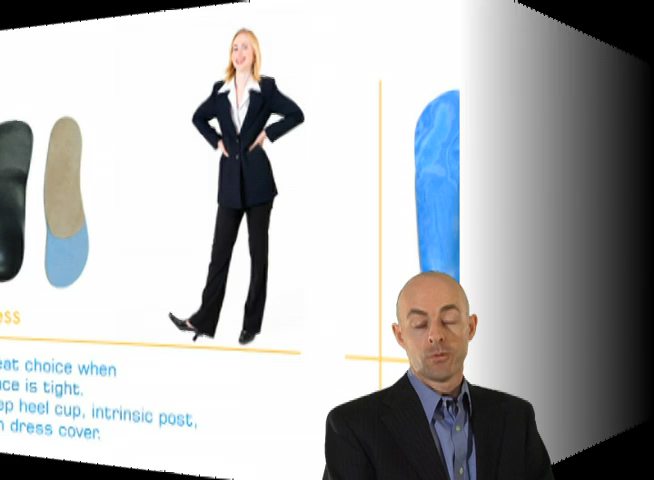 ess
eat choice when
ce is tight.
ep heel cup, intrinsic post,
dress cover.